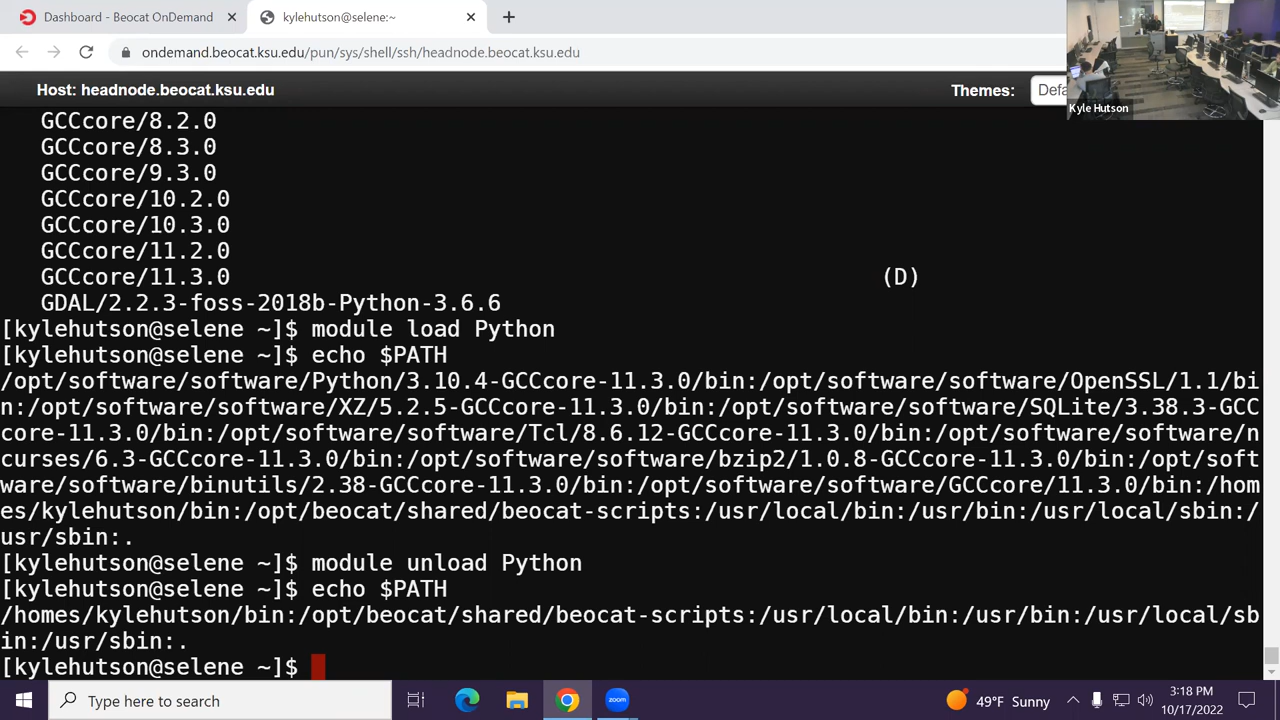 Dashboard - Beocat OnDemand
kylehutson@selene:~
ondemand.beocat.ksu.edu/pun/sys/shell/ssh/headnode.beocat.ksu.edu
Host: headnode.beocat.ksu.edu
Themes:
Defa
Kyle Hutson
GCCcore/8.2.0
GCCcore/8.3.0
GCCcore/9.3.0
GCCcore/10.2.0
GCCcore/10.3.0
GCCcore/11.2.0
GCCcore/11.3.0 (D)
GDAL/2.2.3-foss-2018b-Python-3.6.6
[kylehutson@selene ~]$ module load Python
[kylehutson@selene ~]$ echo $PATH
/opt/software/software/Python/3.10.4-GCCcore-11.3.0/bin:/opt/software/software/OpenSSL/1.1/bi
n:/opt/software/software/XZ/5.2.5-GCCcore-11.3.0/bin:/opt/software/software/SQLite/3.38.3-GCC
core-11.3.0/bin:/opt/software/software/Tcl/8.6.12-GCCcore-11.3.0/bin:/opt/software/software/n
curses/6.3-GCCcore-11.3.0/bin:/opt/software/software/bzip2/1.0.8-GCCcore-11.3.0/bin:/opt/soft
ware/software/binutils/2.38-GCCcore-11.3.0/bin:/opt/software/software/GCCcore/11.3.0/bin:/hom
es/kylehutson/bin:/opt/beocat/shared/beocat-scripts:/usr/local/bin:/usr/bin:/usr/local/sbin:/
usr/sbin:.
[kylehutson@selene ~]$ module unload Python
[kylehutson@selene ~]$ echo $PATH
/homes/kylehutson/bin:/opt/beocat/shared/beocat-scripts:/usr/local/bin:/usr/bin:/usr/local/sb
in:/usr/sbin:.
[kylehutson@selene ~]$
Type here to search
zoom
49°F Sunny
3:18 PM
10/17/2022